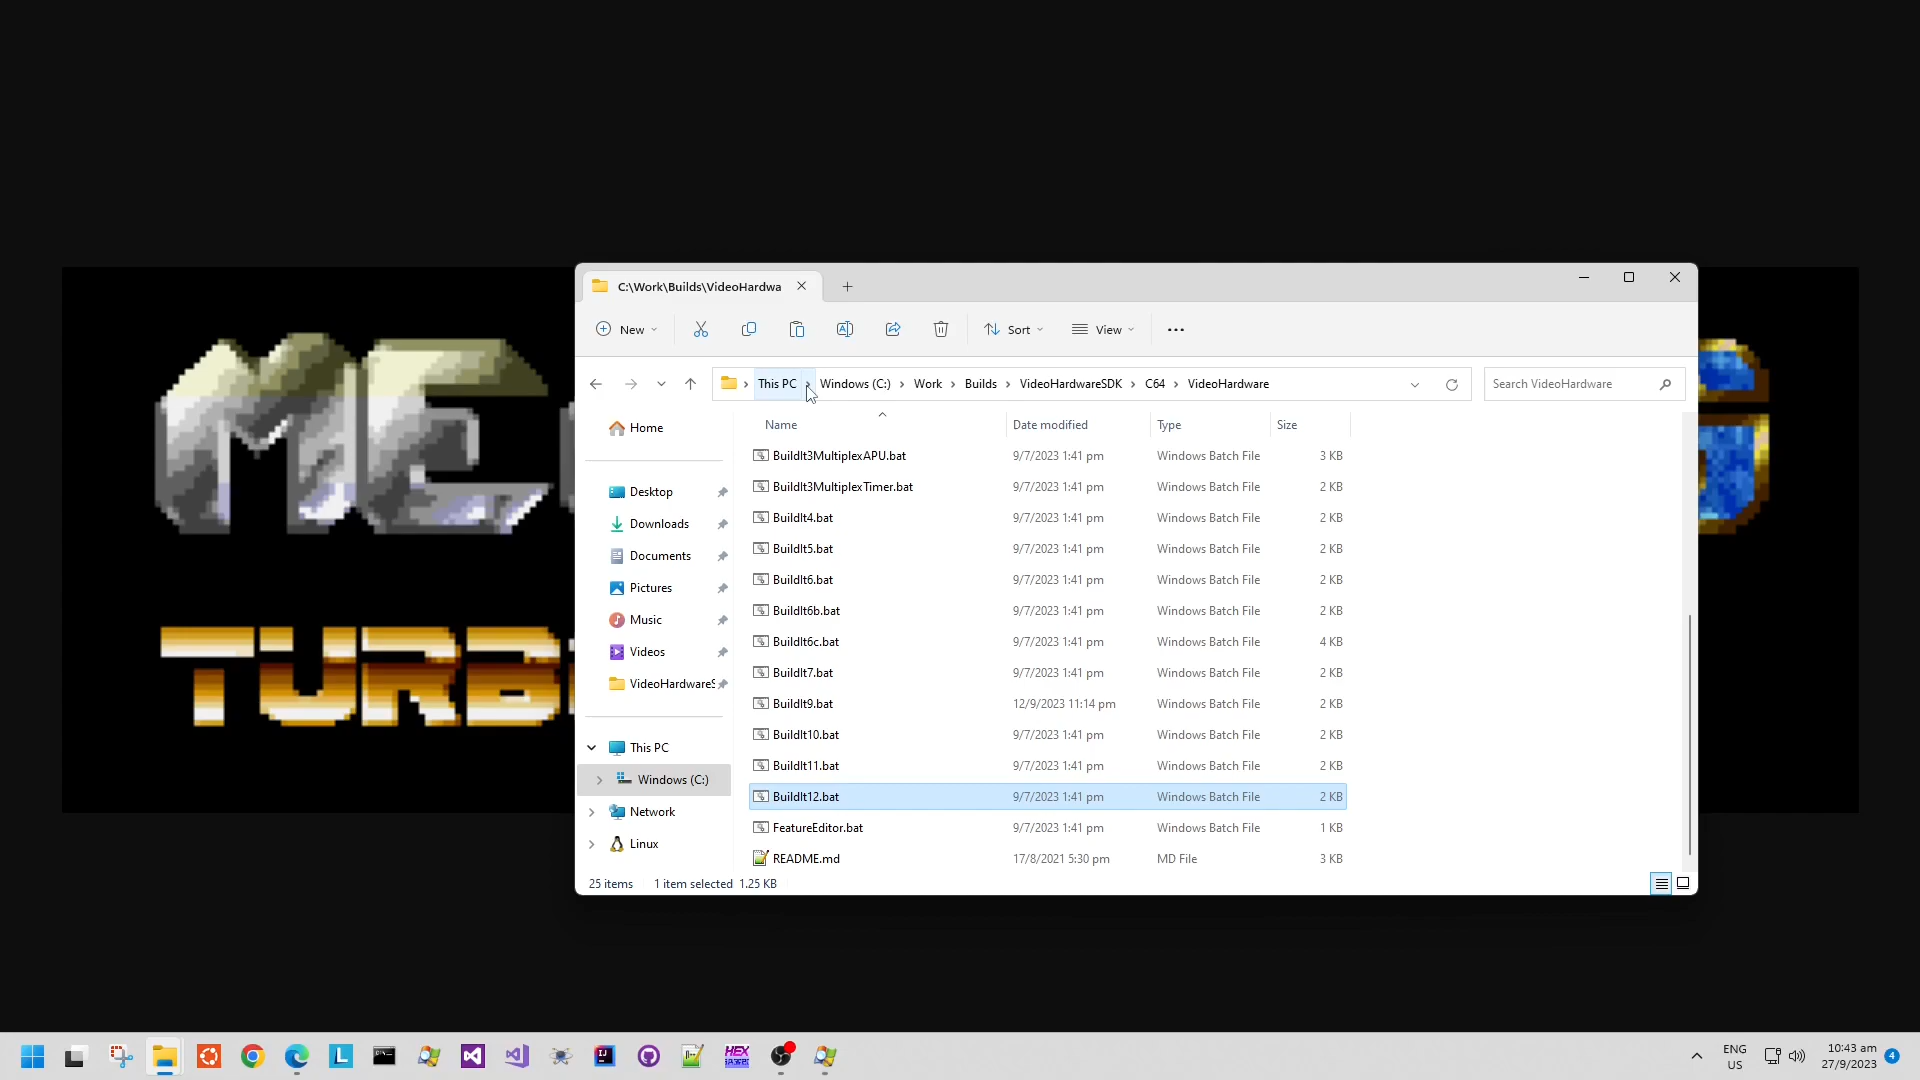 C:\Work\Builds\VideoHardwa
New
Sort
View
This PC
Windows (C:)
Work
Builds
VideoHardwareSDK
C64
VideoHardware
Search VideoHardware
Name
Date modified
Type
Size
Home
Desktop
Downloads
Documents
Pictures
Music
Videos
VideoHardwareS
This PC
Windows (C:)
Network
Linux
BuildIt3MultiplexAPU.bat 9/7/2023 1:41 pm Windows Batch File 3 KB
BuildIt3MultiplexTimer.bat 9/7/2023 1:41 pm Windows Batch File 2 KB
BuildIt4.bat 9/7/2023 1:41 pm Windows Batch File 2 KB
BuildIt5.bat 9/7/2023 1:41 pm Windows Batch File 2 KB
BuildIt6.bat 9/7/2023 1:41 pm Windows Batch File 2 KB
BuildIt6b.bat 9/7/2023 1:41 pm Windows Batch File 2 KB
BuildIt6c.bat 9/7/2023 1:41 pm Windows Batch File 4 KB
BuildIt7.bat 9/7/2023 1:41 pm Windows Batch File 2 KB
BuildIt9.bat 12/9/2023 11:14 pm Windows Batch File 2 KB
BuildIt10.bat 9/7/2023 1:41 pm Windows Batch File 2 KB
BuildIt11.bat 9/7/2023 1:41 pm Windows Batch File 2 KB
BuildIt12.bat 9/7/2023 1:41 pm Windows Batch File 2 KB
FeatureEditor.bat 9/7/2023 1:41 pm Windows Batch File 1 KB
README.md 17/8/2021 5:30 pm MD File 3 KB
25 items
1 item selected 1.25 KB
ME
TURB
HEX
ENG
US
10:43 am
27/9/2023
4